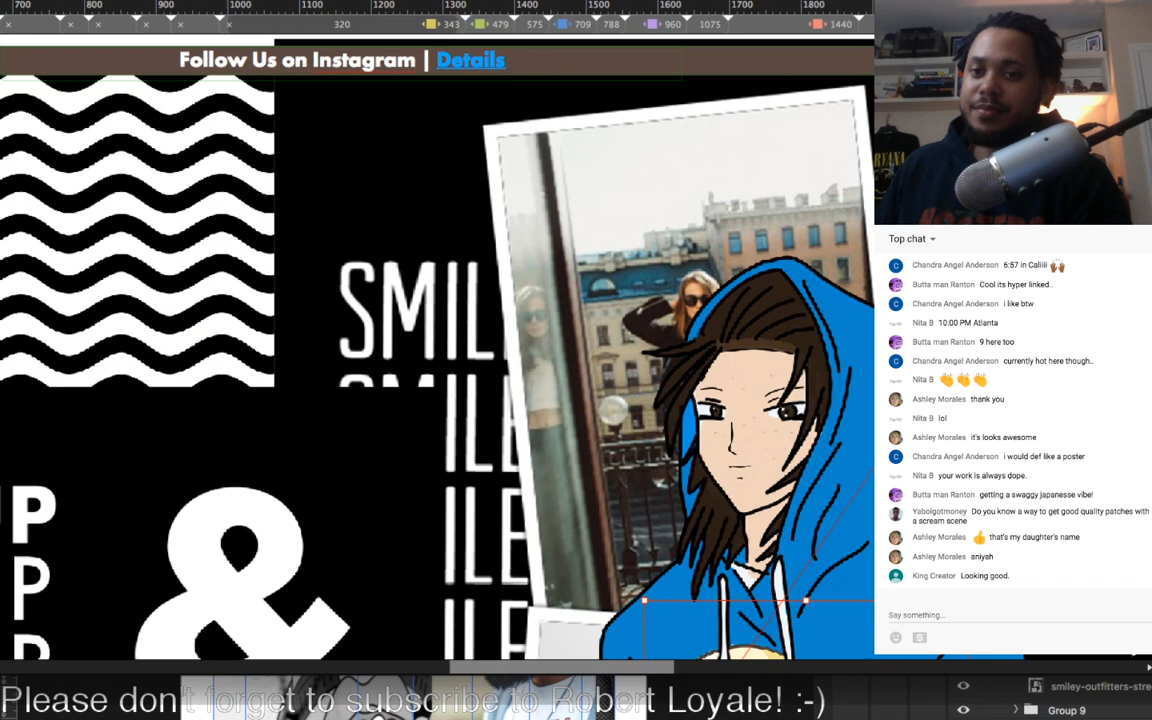 700 800 900 1000 1100 1200 1300 1400 1500 1600 1700 1800
320 343 479 575 709 788 960 1075 1440
Follow Us on Instagram | Details
SMIL
ILE
ILE
ILE
UP
P
P
&
NIRVANA
Top chat
Chandra Angel Anderson 6:57 in Caliiii
Butta man Ranton Cool its hyper linked..
Chandra Angel Anderson i like btw
Nita B 10:00 PM Atlanta
Butta man Ranton 9 here too
Chandra Angel Anderson currently hot here though..
Nita B 👏👏👏
Ashley Morales thank you
Nita B lol
Ashley Morales it's looks awesome
Chandra Angel Anderson i would def like a poster
Nita B your work is always dope.
Butta man Ranton getting a swaggy japanesse vibe!
Yaboigotmoney Do you know a way to get good quality patches with
a scream scene
Ashley Morales 👍 that's my daughter's name
Ashley Morales aniyah
King Creator Looking good.
Say something...
smiley-outfitters-stre
Group 9
Please don't forget to subscribe to Robert Loyale! :-)